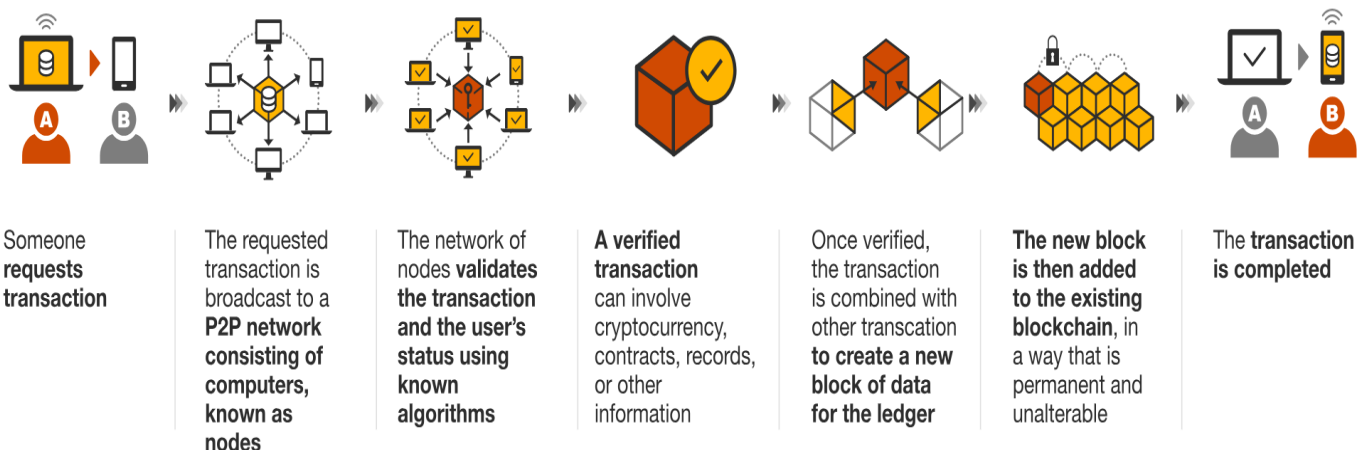 A
B
A
B
Someone
requests
transaction
The requested
transaction is
broadcast to a
P2P network
consisting of
computers,
known as
nodes
The network of
nodes validates
the transaction
and the user's
status using
known
algorithms
A verified
transaction
can involve
cryptocurrency,
contracts, records,
or other
information
Once verified,
the transaction
is combined with
other transcation
to create a new
block of data
for the ledger
The new block
is then added
to the existing
blockchain, in
a way that is
permanent and
unalterable
The transaction
is completed